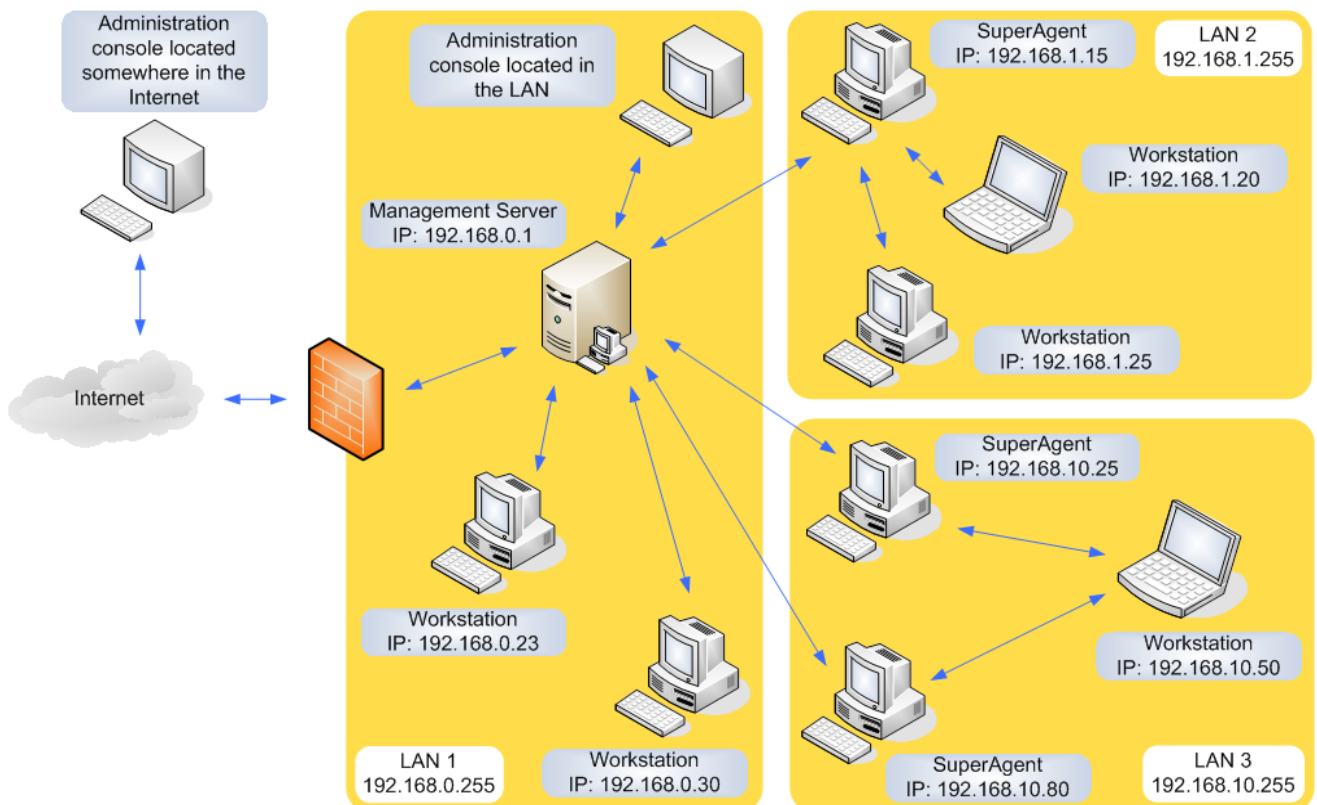 Administration
console located
somewhere in the
Internet
Internet
Administration
console located in
the LAN
Management Server
IP: 192.168.0.1
Workstation
IP: 192.168.0.23
Workstation
IP: 192.168.0.30
LAN 1
192.168.0.255
SuperAgent
IP: 192.168.1.15
LAN 2
192.168.1.255
Workstation
IP: 192.168.1.20
Workstation
IP: 192.168.1.25
SuperAgent
IP: 192.168.10.25
Workstation
IP: 192.168.10.50
SuperAgent
IP: 192.168.10.80
LAN 3
192.168.10.255